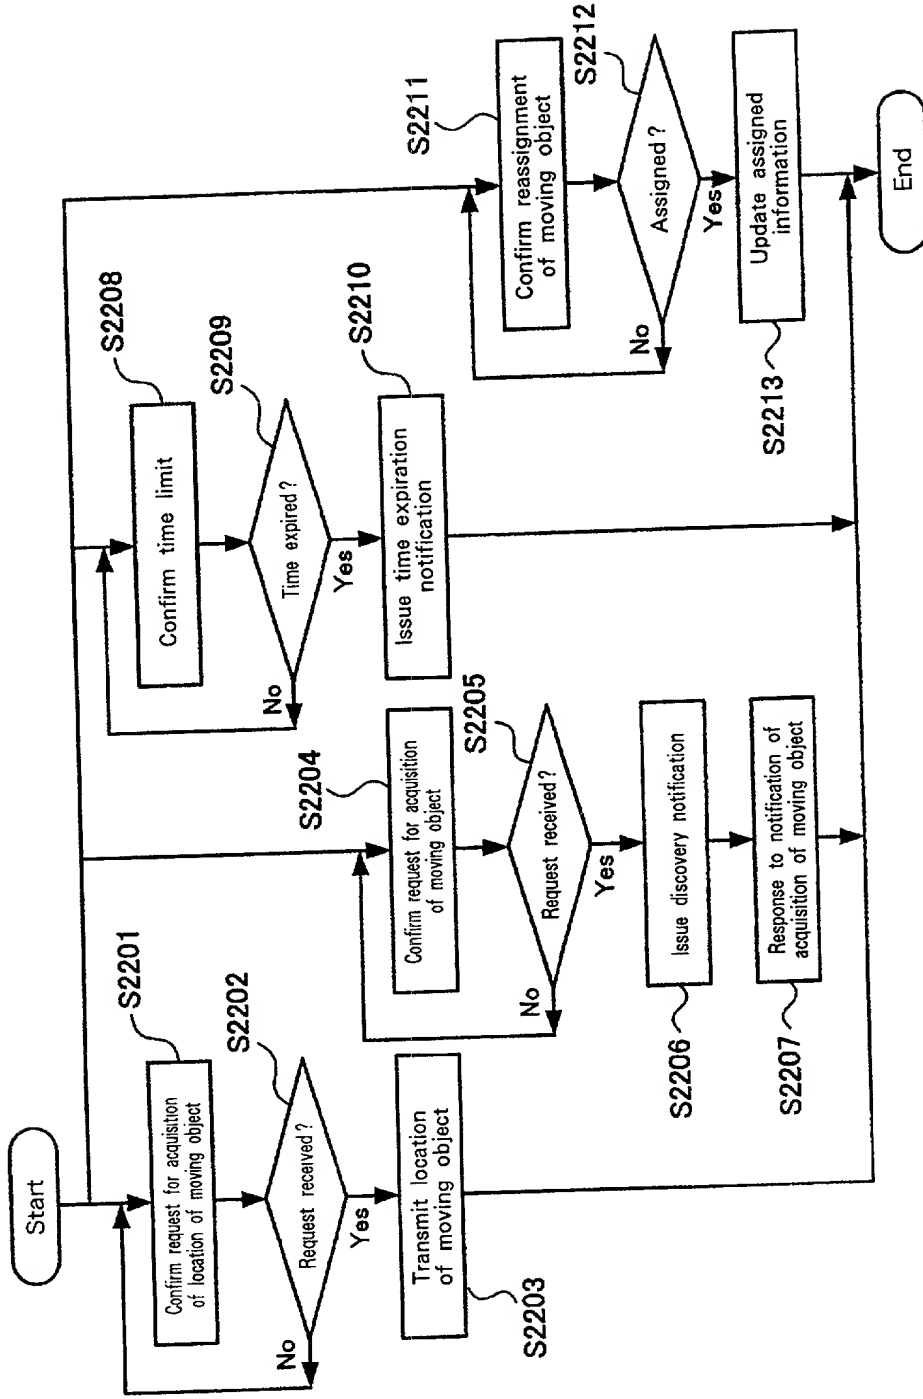 Start
S2201
Confirm request for acquisition
of location of moving object
S2202
Request received?
No
Yes
Transmit location
of moving object
S2203
S2204
Confirm request for acquisition
of moving object
S2205
Request received?
No
Yes
Issue discovery notification
S2206
Response to notification of
acquisition of moving object
S2207
S2208
Confirm time limit
S2209
Time expired?
No
Yes
S2210
Issue time expiration
notification
S2211
Confirm reassignment
of moving object
S2212
Assigned?
No
Yes
Update assigned
information
S2213
End